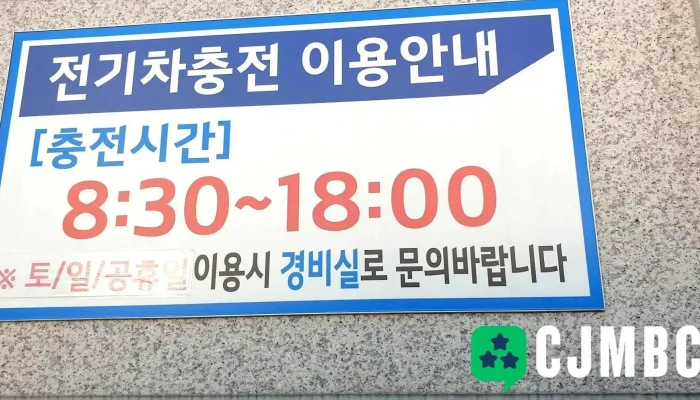 전기차충전 이용안내
[충전시간]
8:30~18:00
※ 토/일/공휴일 이용시 경비실로 문의바랍니다
CJMBC